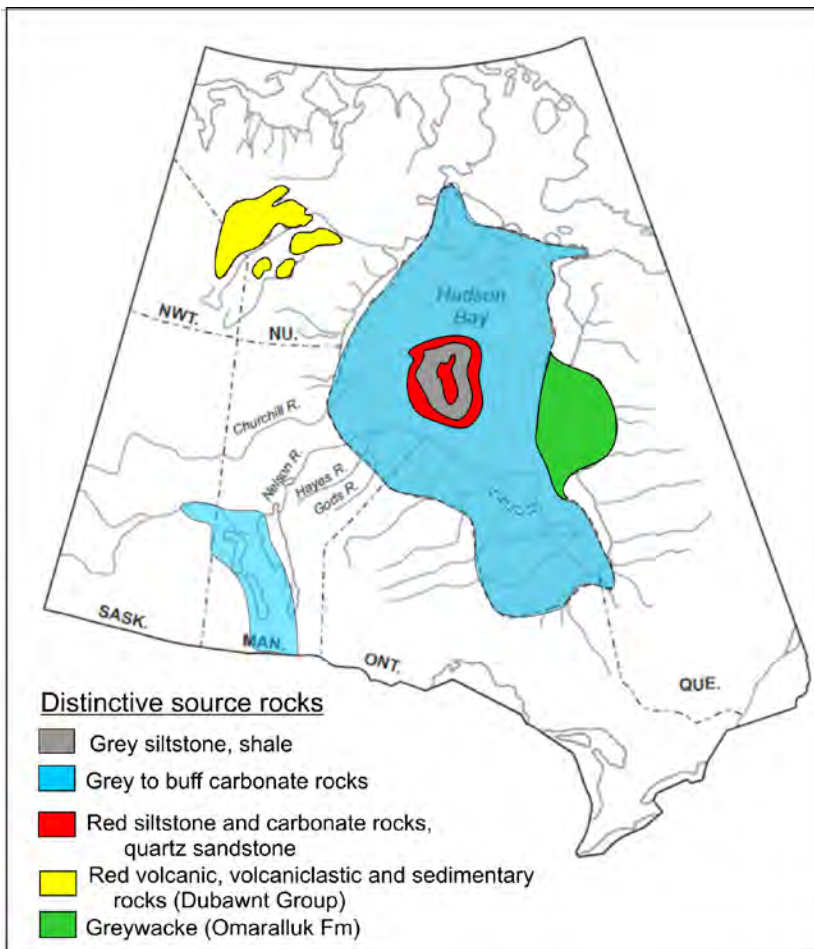 Hudson
Bay
NWT.
NU.
Churchill R.
Nelson R.
Hayes R.
Gods R.
SASK.
MAN.
ONT.
QUE.
Distinctive source rocks
Grey siltstone, shale
Grey to buff carbonate rocks
Red siltstone and carbonate rocks,
quartz sandstone
Red volcanic, volcaniclastic and sedimentary
rocks (Dubawnt Group)
Greywacke (Omaralluk Fm)